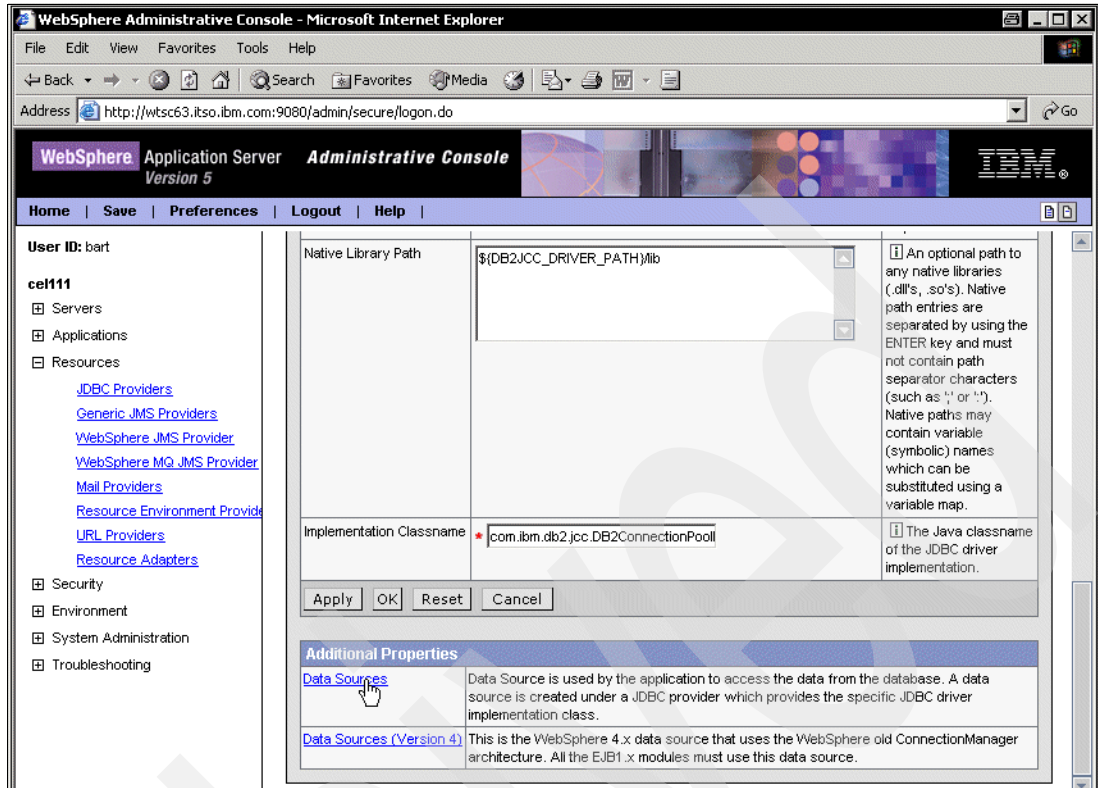 WebSphere Administrative Console - Microsoft Internet Explorer
File Edit View Favorites Tools Help
Back Search Favorites Media
Address http://wtsc63.itso.ibm.com:9080/admin/secure/logon.do Go
WebSphere Application Server Administrative Console
Version 5
IBM®
Home | Save | Preferences | Logout | Help |
User ID: bart
cel111
Servers
Applications
Resources
JDBC Providers
Generic JMS Providers
WebSphere JMS Provider
WebSphere MQ JMS Provider
Mail Providers
Resource Environment Provide
URL Providers
Resource Adapters
Security
Environment
System Administration
Troubleshooting
Native Library Path
${DB2JCC_DRIVER_PATH}/lib
An optional path to
any native libraries
(.dll's, .so's). Native
path entries are
separated by using the
ENTER key and must
not contain path
separator characters
(such as ';' or ':').
Native paths may
contain variable
(symbolic) names
which can be
substituted using a
variable map.
Implementation Classname
* com.ibm.db2.jcc.DB2ConnectionPool
The Java classname
of the JDBC driver
implementation.
Apply OK Reset Cancel
Additional Properties
Data Sources
Data Source is used by the application to access the data from the database. A data
source is created under a JDBC provider which provides the specific JDBC driver
implementation class.
Data Sources (Version 4)
This is the WebSphere 4.x data source that uses the WebSphere old ConnectionManager
architecture. All the EJB1.x modules must use this data source.